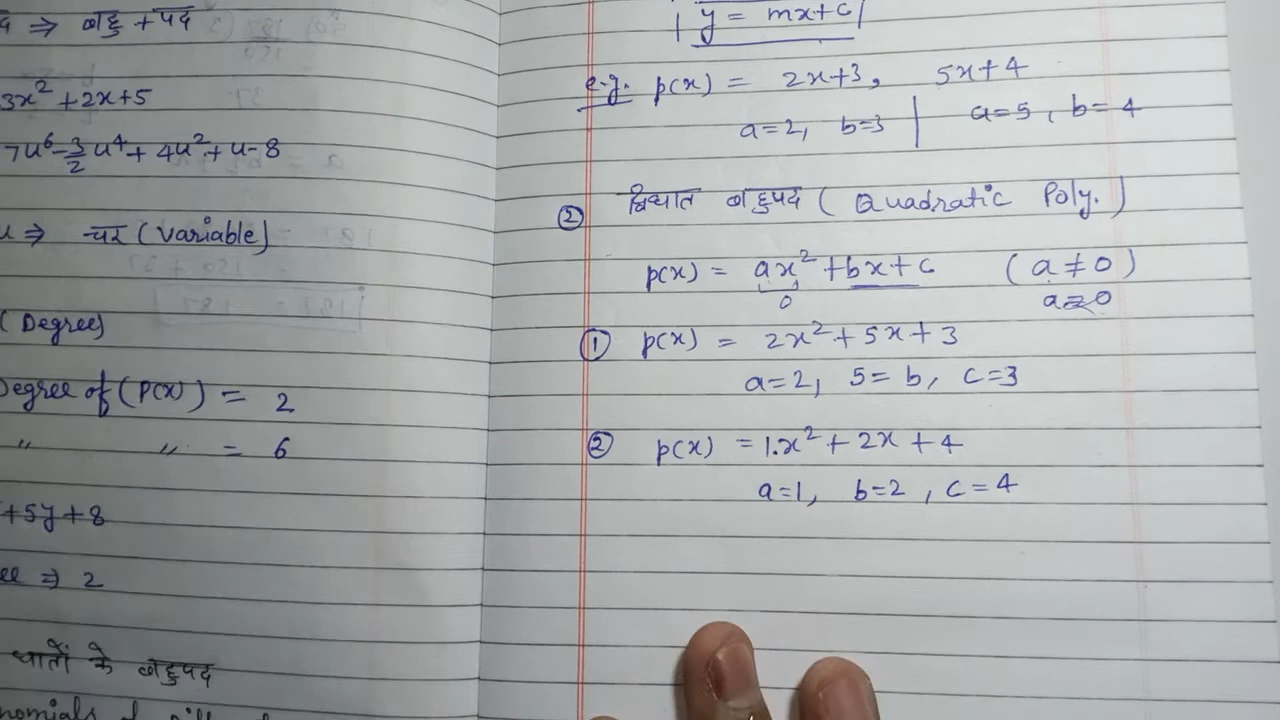 ⇒ बहु + पद
3x² + 2x + 5
7u⁶ - 3/2 u⁴ + 4u² + u - 8
⇒ चर (Variable)
(Degree)
Degree of (P(x)) = 2
〃 〃 = 6
+ 5y + 8
⇒ 2
घातों के बहुपद
y = mx + c
e.g. p(x) = 2x+3, 5x+4
a=2, b=3 | a=5, b=4
② द्विघात बहुपद (Quadratic Poly.)
p(x) = ax² + bx + c (a ≠ 0)
0
① p(x) = 2x² + 5x + 3
a=2, 5=b, c=3
② p(x) = 1.x² + 2x + 4
a=1, b=2, c=4